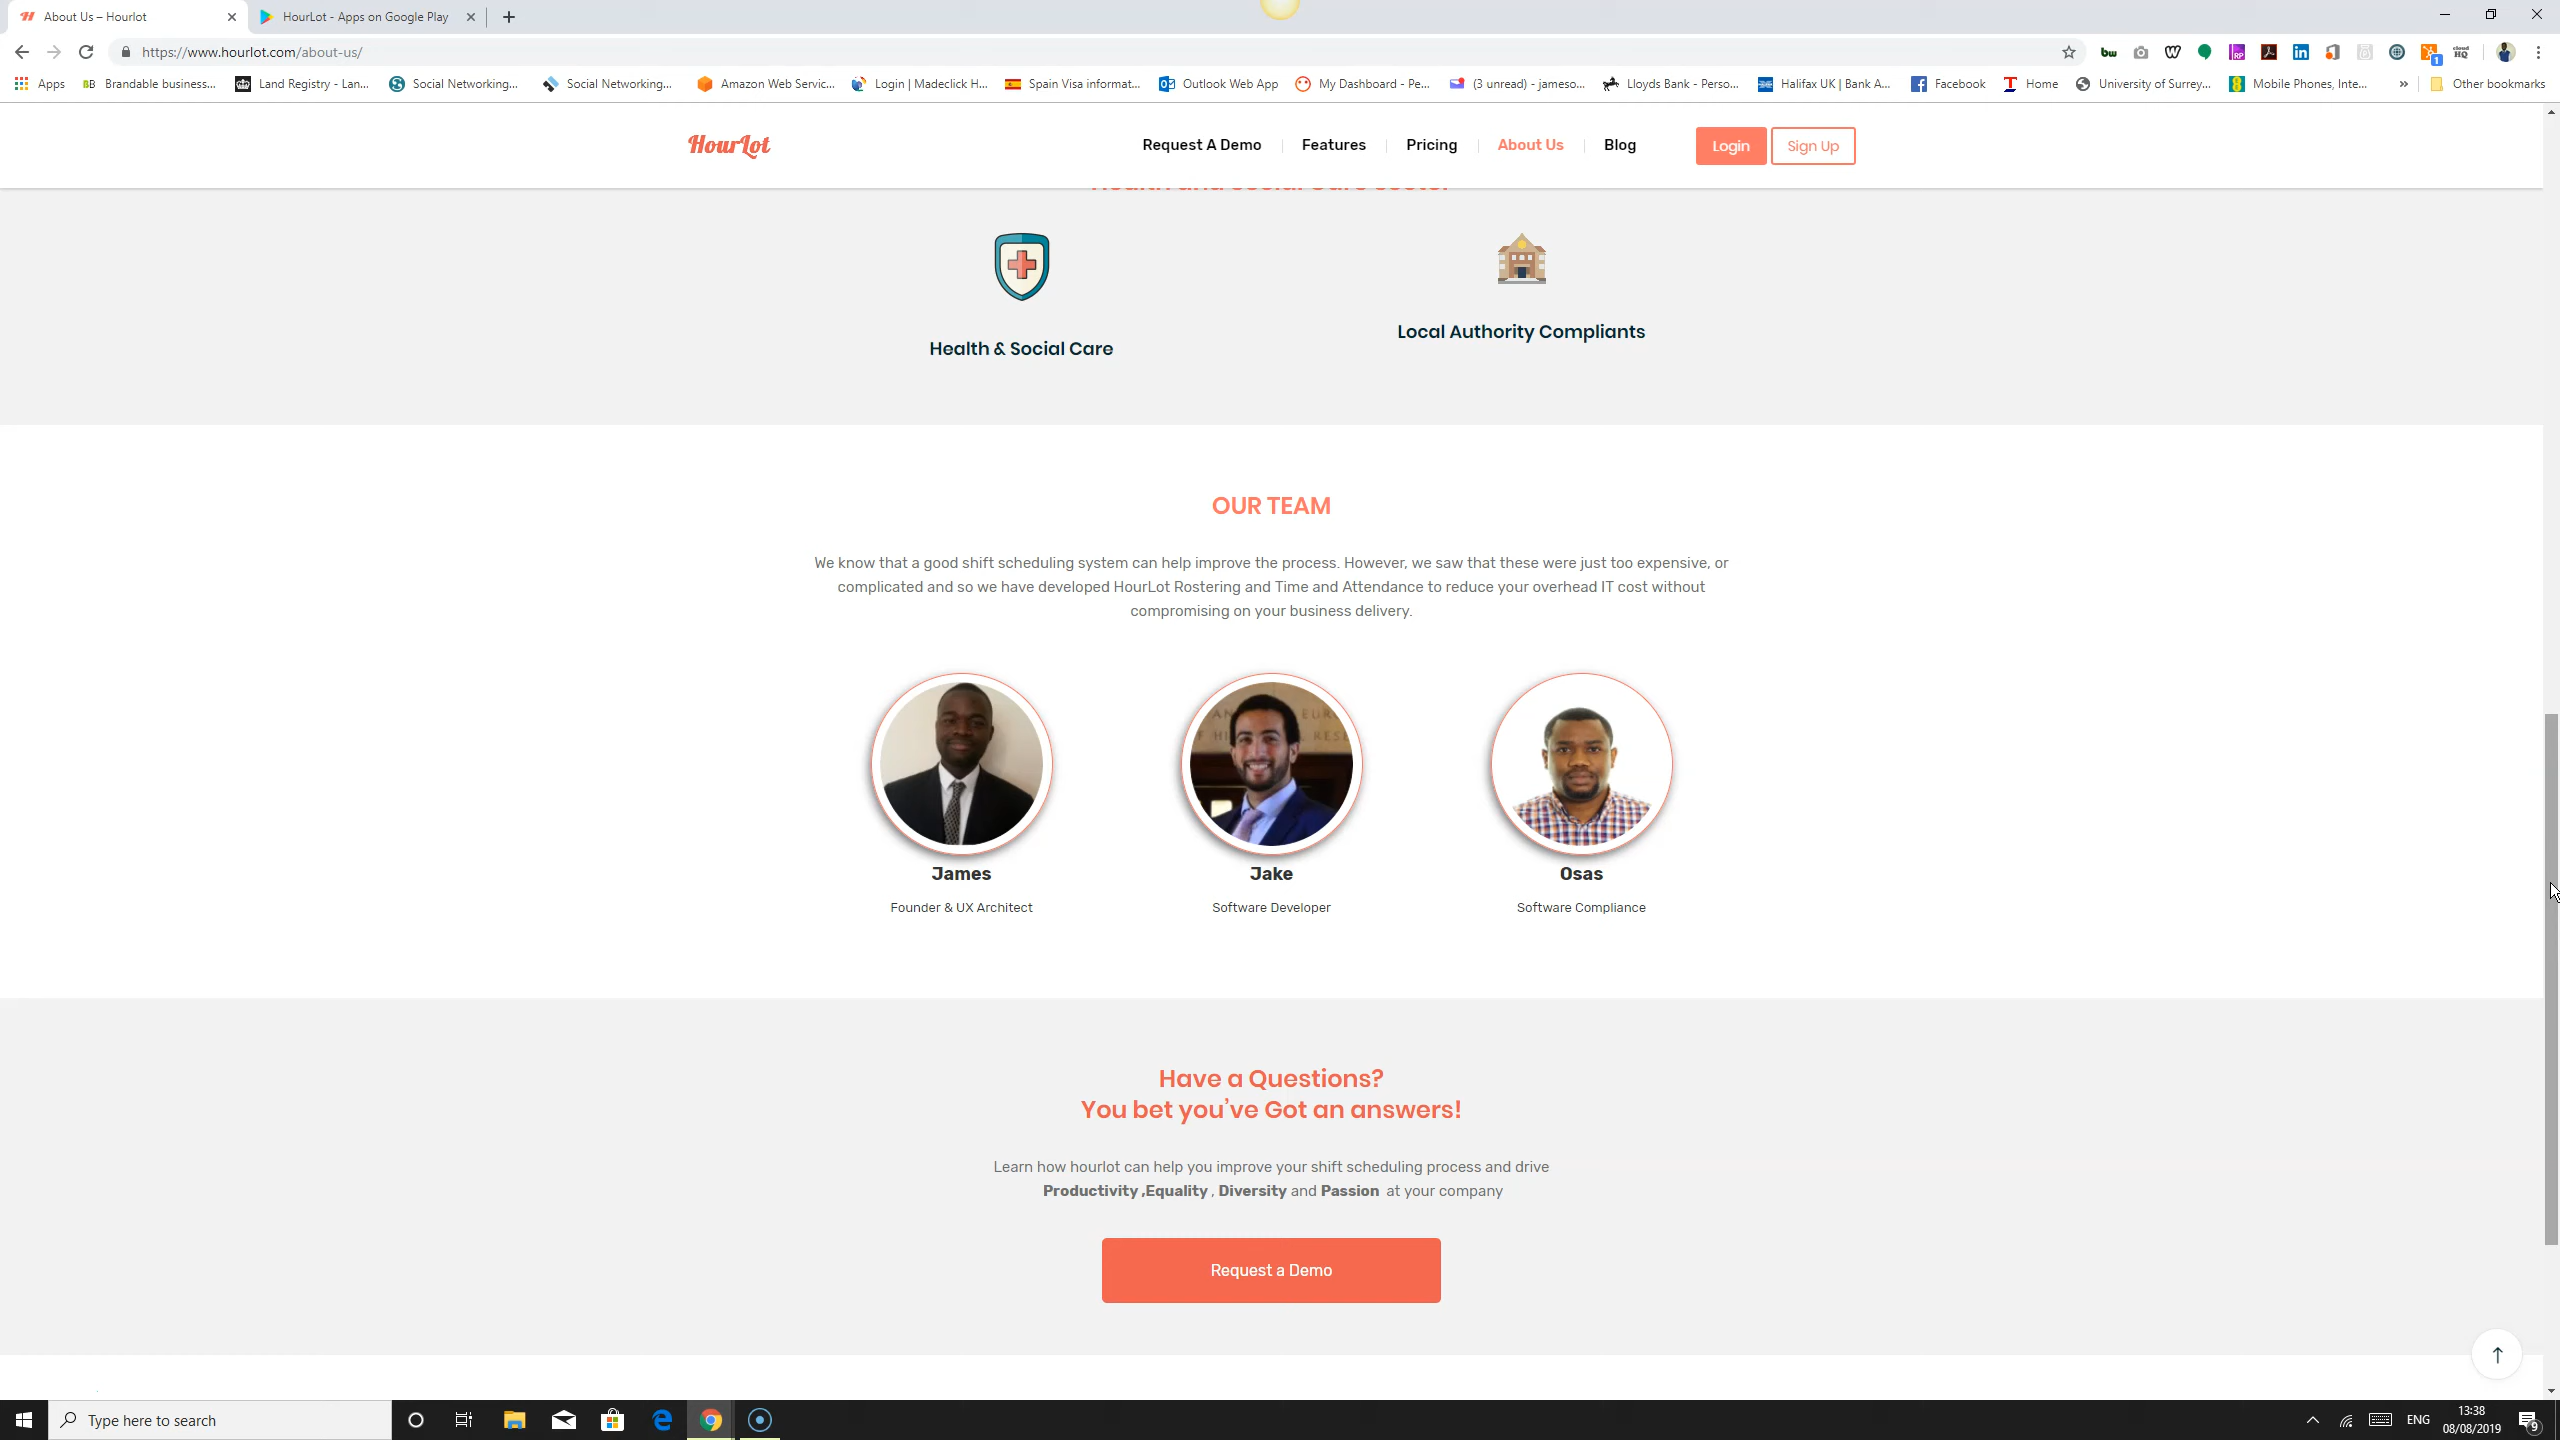 About Us – Hourlot
HourLot - Apps on Google Play
https://www.hourlot.com/about-us/
Apps
BB Brandable business...
Land Registry - Lan...
Social Networking...
Social Networking...
Amazon Web Servic...
Login | Madeclick H...
Spain Visa informat...
Outlook Web App
My Dashboard - Pe...
(3 unread) - jameso...
Lloyds Bank - Perso...
Halifax UK | Bank A...
Facebook
Home
University of Surrey...
Mobile Phones, Inte...
»
Other bookmarks
HourLot
Request A Demo
Features
Pricing
About Us
Blog
Login
Sign Up
Health and Social Care Sector
Health & Social Care
Local Authority Compliants
OUR TEAM
We know that a good shift scheduling system can help improve the process. However, we saw that these were just too expensive, or
complicated and so we have developed HourLot Rostering and Time and Attendance to reduce your overhead IT cost without
compromising on your business delivery.
James
Founder & UX Architect
Jake
Software Developer
Osas
Software Compliance
Have a Questions?
You bet you’ve Got an answers!
Learn how hourlot can help you improve your shift scheduling process and drive
Productivity ,Equality , Diversity and Passion at your company
Request a Demo
Type here to search
ENG
13:38
08/08/2019
9